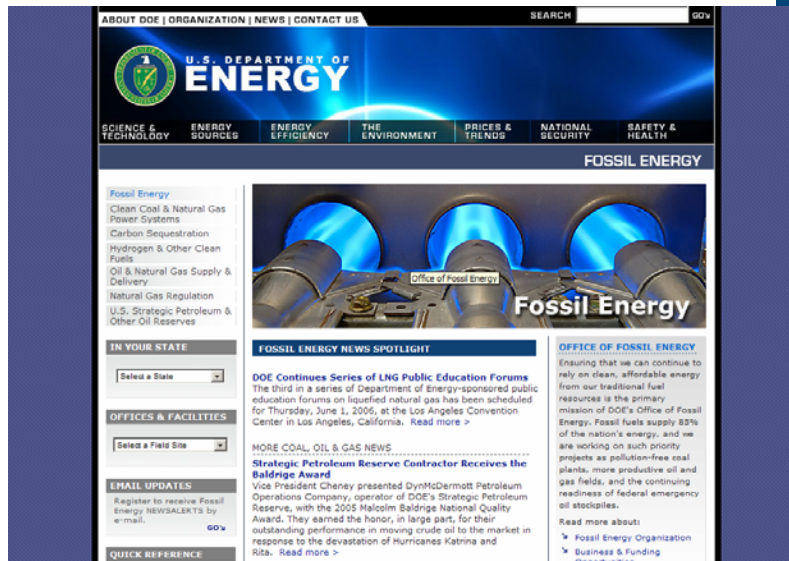 ABOUT DOE | ORGANIZATION | NEWS | CONTACT US
SEARCH
GO
U.S. DEPARTMENT OF
ENERGY
SCIENCE &
TECHNOLOGY
ENERGY
SOURCES
ENERGY
EFFICIENCY
THE
ENVIRONMENT
PRICES &
TRENDS
NATIONAL
SECURITY
SAFETY &
HEALTH
FOSSIL ENERGY
Fossil Energy
Clean Coal & Natural Gas
Power Systems
Carbon Sequestration
Hydrogen & Other Clean
Fuels
Oil & Natural Gas Supply &
Delivery
Natural Gas Regulation
U.S. Strategic Petroleum &
Other Oil Reserves
IN YOUR STATE
Select a State
OFFICES & FACILITIES
Select a Field Site
EMAIL UPDATES
Register to receive Fossil
Energy NEWSALERTS by
e-mail.
GO
QUICK REFERENCE
Office of Fossil Energy
Fossil Energy
FOSSIL ENERGY NEWS SPOTLIGHT
DOE Continues Series of LNG Public Education Forums
The third in a series of Department of Energy-sponsored public
education forums on liquefied natural gas has been scheduled
for Thursday, June 1, 2006, at the Los Angeles Convention
Center in Los Angeles, California. Read more >
MORE COAL, OIL & GAS NEWS
Strategic Petroleum Reserve Contractor Receives the
Baldrige Award
Vice President Cheney presented DynMcDermott Petroleum
Operations Company, operator of DOE's Strategic Petroleum
Reserve, with the 2005 Malcolm Baldrige National Quality
Award. They earned the honor, in large part, for their
outstanding performance in moving crude oil to the market in
response to the devastation of Hurricanes Katrina and
Rita. Read more >
OFFICE OF FOSSIL ENERGY
Ensuring that we can continue to
rely on clean, affordable energy
from our traditional fuel
resources is the primary
mission of DOE's Office of Fossil
Energy. Fossil fuels supply 85%
of the nation's energy, and we
are working on such priority
projects as pollution-free coal
plants, more productive oil and
gas fields, and the continuing
readiness of federal emergency
oil stockpiles.
Read more about:
Fossil Energy Organization
Business & Funding